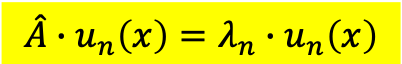 Â · uₙ(x) = λₙ · uₙ(x)